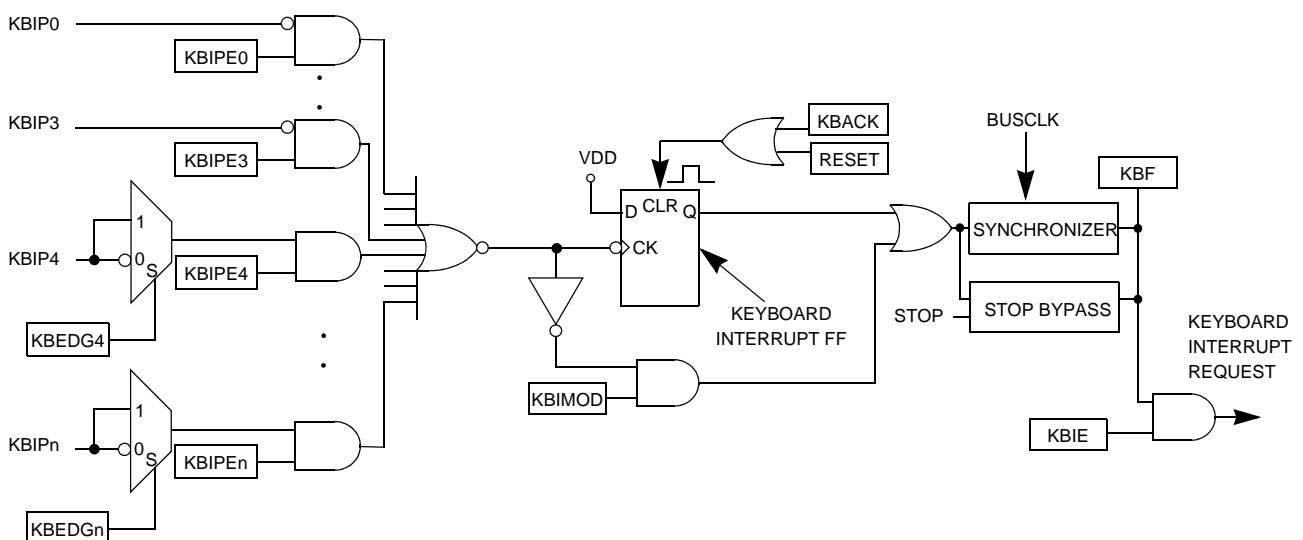 KBIP0
KBIPE0
KBIP3
KBIPE3
1
0
S
KBIP4
KBIPE4
KBEDG4
1
0
S
KBIPn
KBIPEn
KBEDGn
VDD
D
CLR
Q
CK
KBACK
RESET
KEYBOARD
INTERRUPT FF
KBIMOD
BUSCLK
SYNCHRONIZER
STOP
STOP BYPASS
KBF
KBIE
KEYBOARD
INTERRUPT
REQUEST